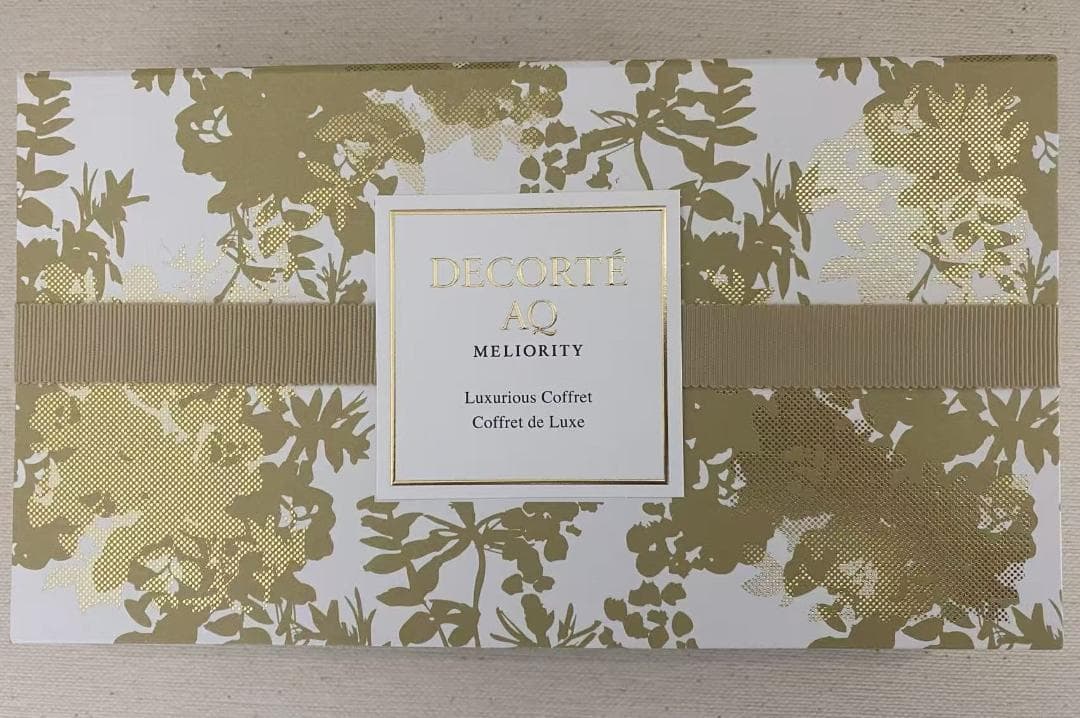 DECORTÉ
AQ
MELIORITY
Luxurious Coffret
Coffret de Luxe